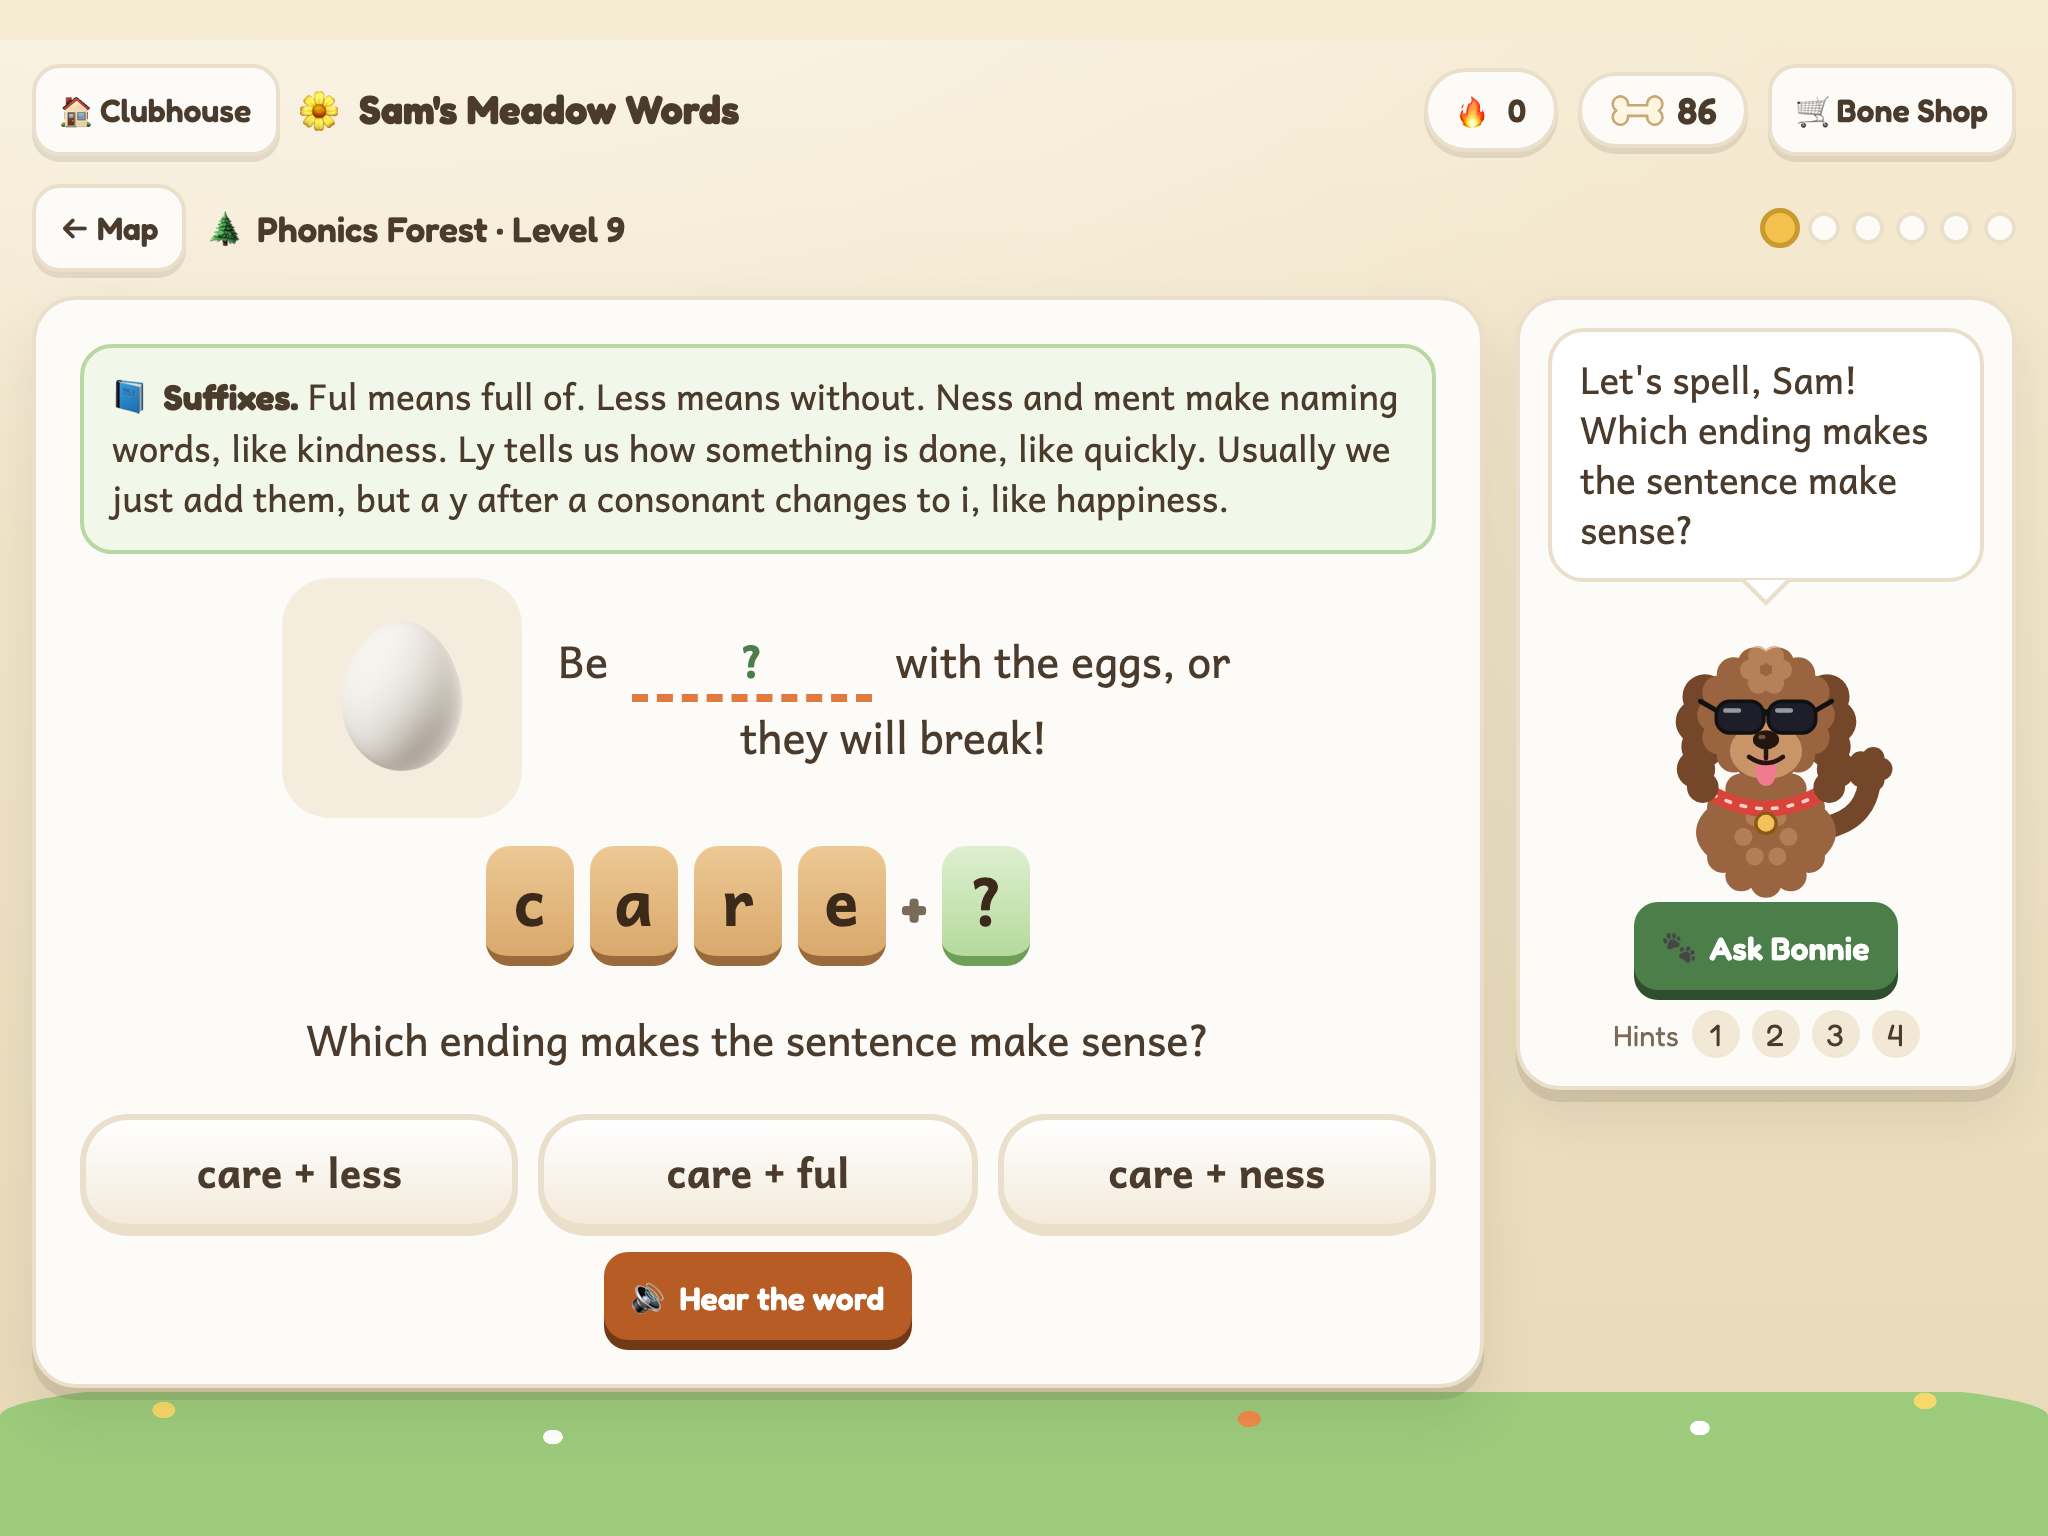 Clubhouse
Sam's Meadow Words
0
86
Bone Shop
← Map
Phonics Forest · Level 9
Suffixes. Ful means full of. Less means without. Ness and ment make naming
words, like kindness. Ly tells us how something is done, like quickly. Usually we
just add them, but a y after a consonant changes to i, like happiness.
Be ? with the eggs, or
they will break!
c a r e + ?
Which ending makes the sentence make sense?
care + less
care + ful
care + ness
Hear the word
Let's spell, Sam!
Which ending makes
the sentence make
sense?
Ask Bonnie
Hints 1 2 3 4